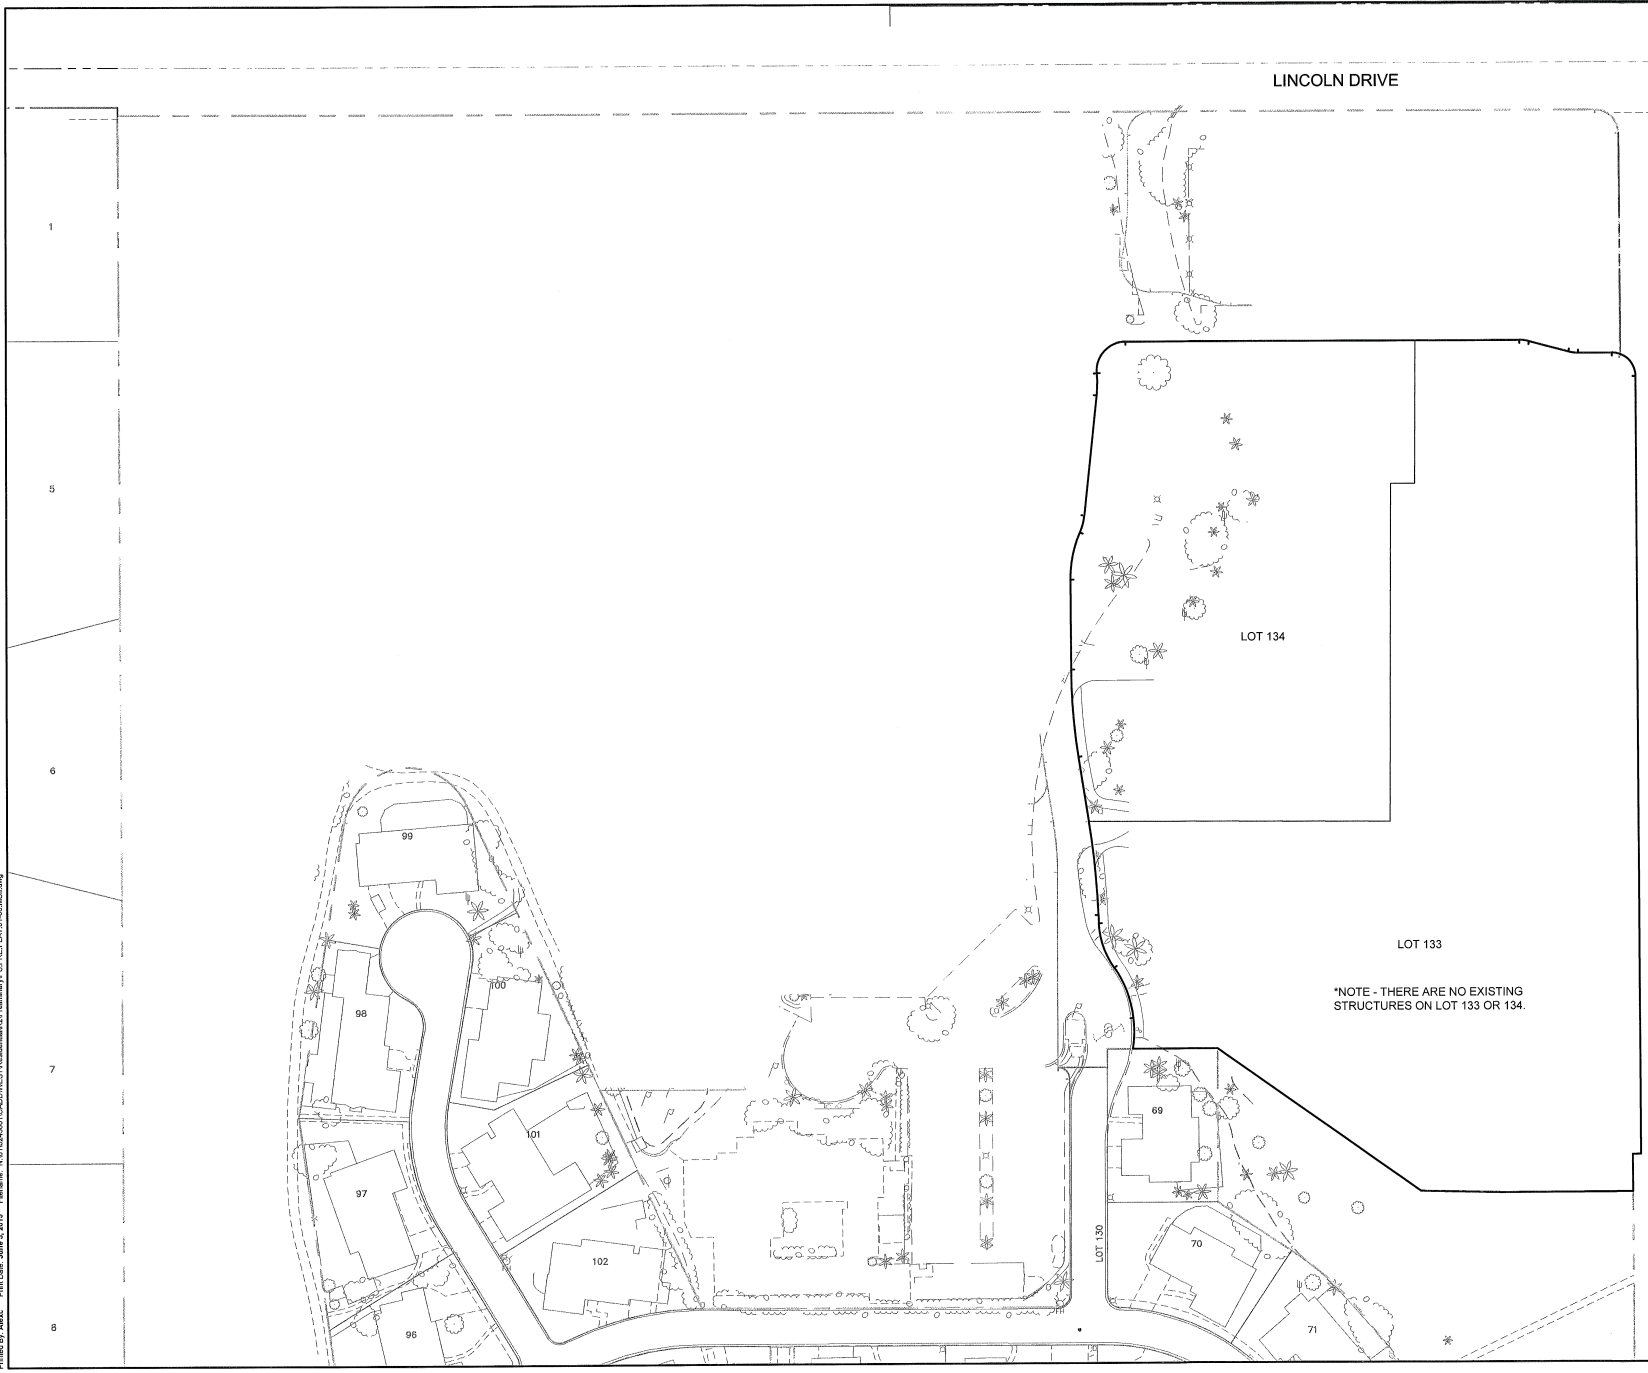 LINCOLN DRIVE
1
5
LOT 134
6
99
LOT 133
*NOTE - THERE ARE NO EXISTING
STRUCTURES ON LOT 133 OR 134.
100
98
7
69
101
97
LOT 130
70
102
8
96
71